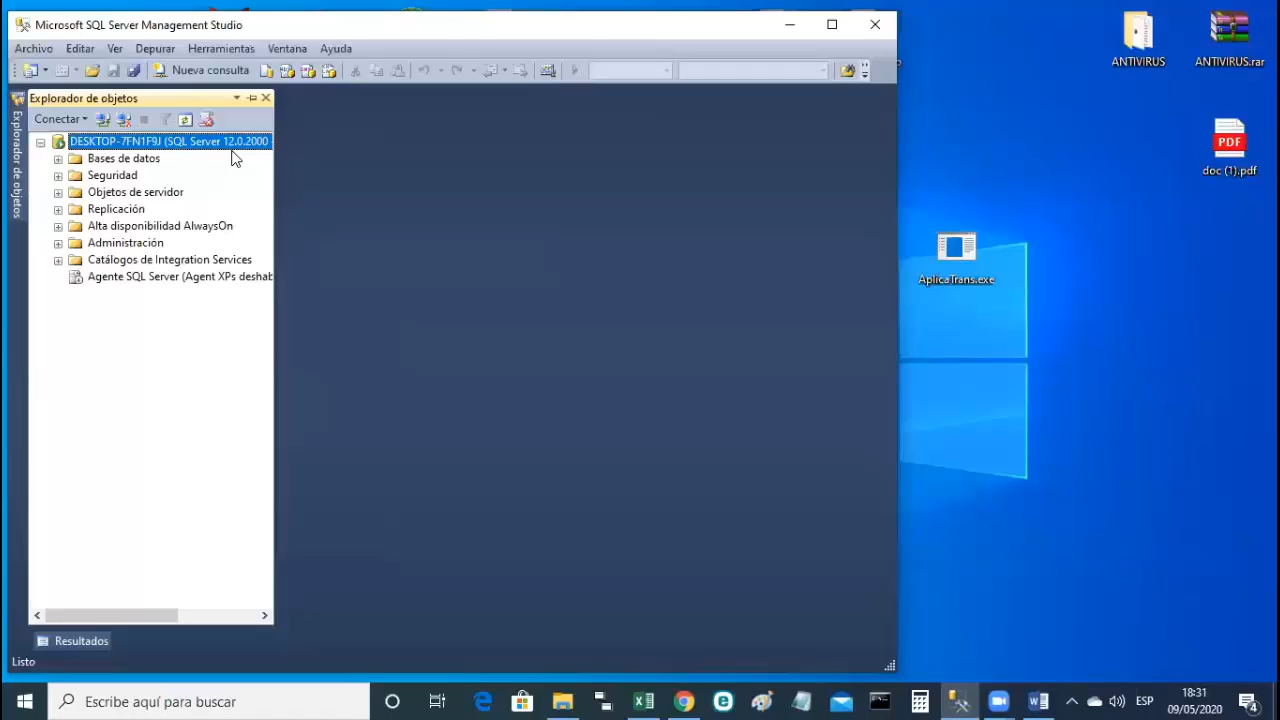 Microsoft SQL Server Management Studio
Archivo Editar Ver Depurar Herramientas Ventana Ayuda
Nueva consulta
Explorador de objetos
Conectar
Explorador de objetos
DESKTOP-7FN1F9J (SQL Server 12.0.2000
Bases de datos
Seguridad
Objetos de servidor
Replicación
Alta disponibilidad AlwaysOn
Administración
Catálogos de Integration Services
Agente SQL Server (Agent XPs deshab
Resultados
Listo
ANTIVIRUS
ANTIVIRUS.rar
PDF
doc (1).pdf
AplicaTrans.exe
Escribe aquí para buscar
ESP
18:31
09/05/2020
4